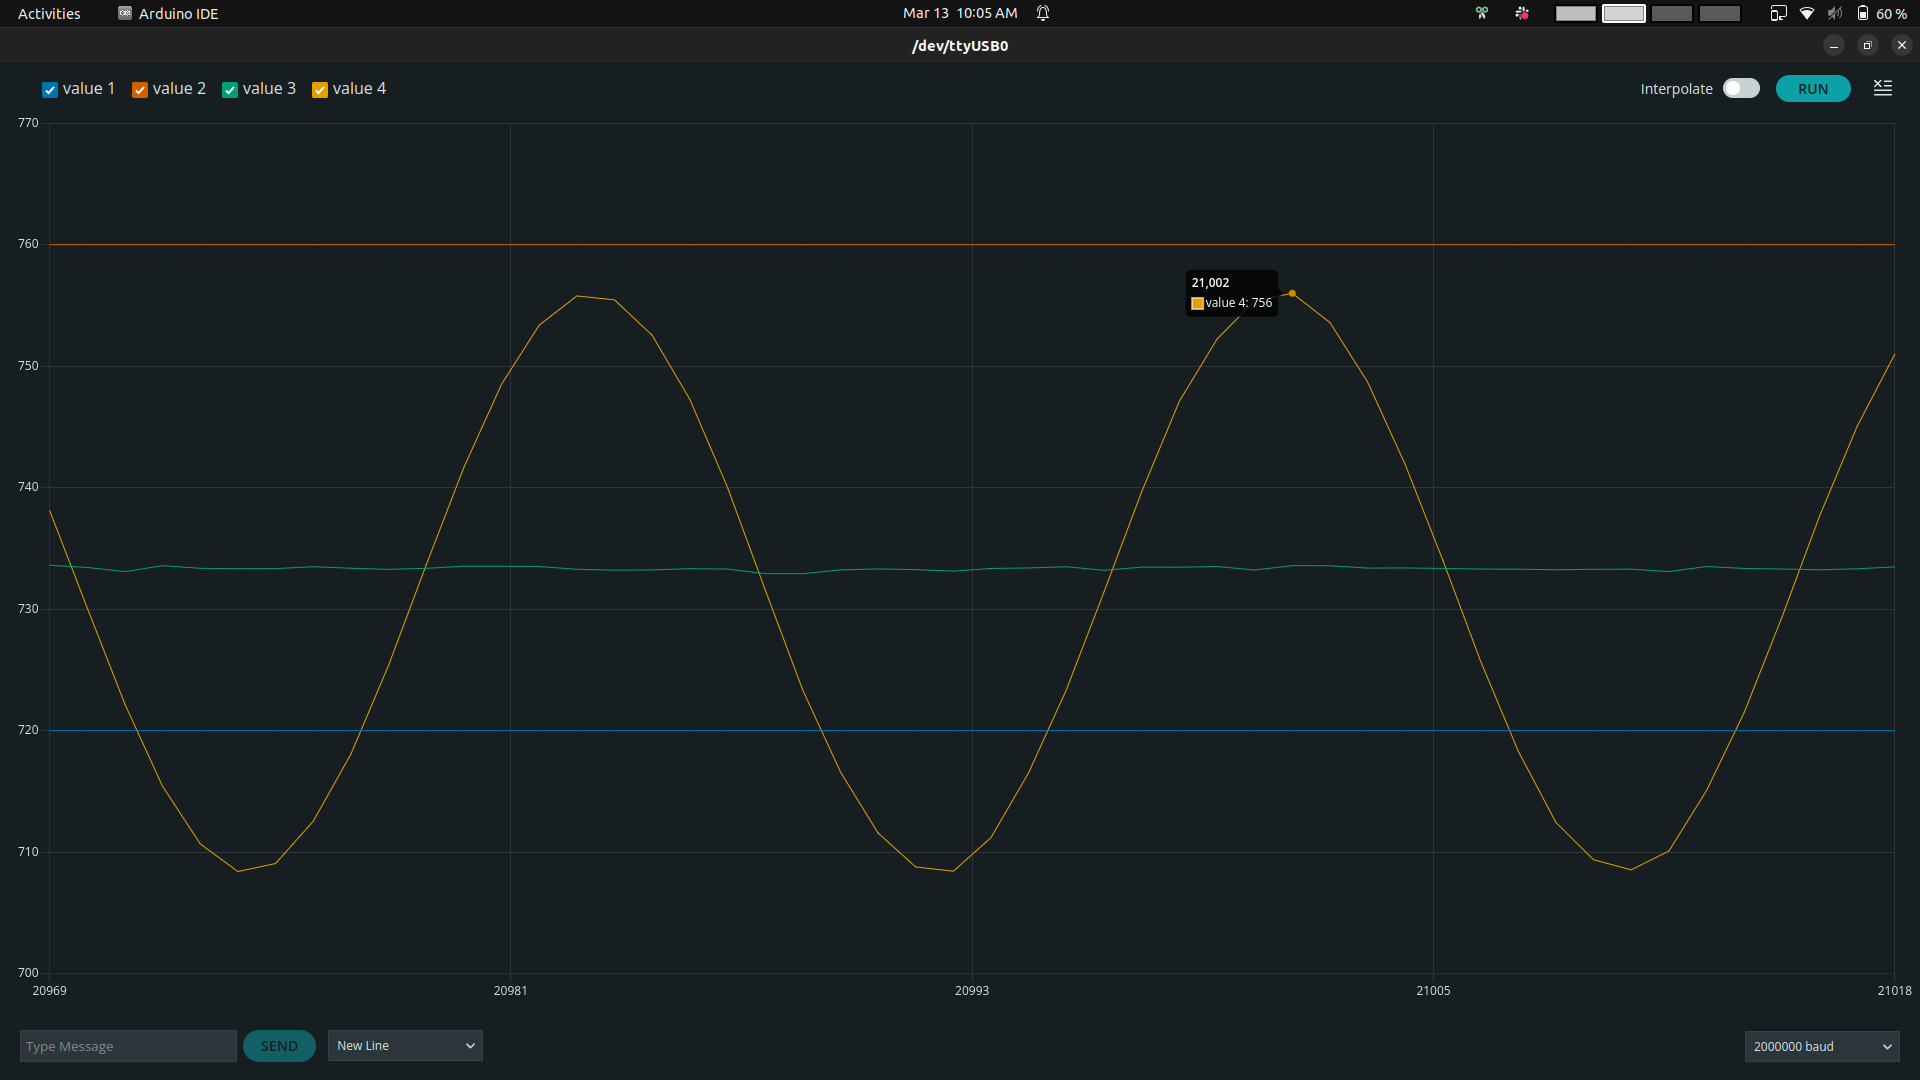 Activities Arduino IDE Mar 13 10:05 AM 60 %
/dev/ttyUSB0
value 1 value 2 value 3 value 4 Interpolate RUN
770
760
21,002
value 4: 756
750
740
730
720
710
700
20969 20981 20993 21005 21018
Type Message SEND New Line 2000000 baud